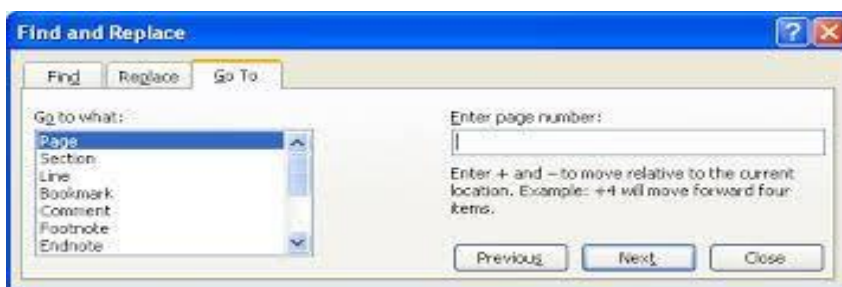 Find and Replace
Find
Replace
Go To
Go to what:
Page
Section
Line
Bookmark
Comment
Footnote
Endnote
Enter page number:
Enter + and – to move relative to the current
location. Example: +4 will move forward four
items.
Previous
Next
Close